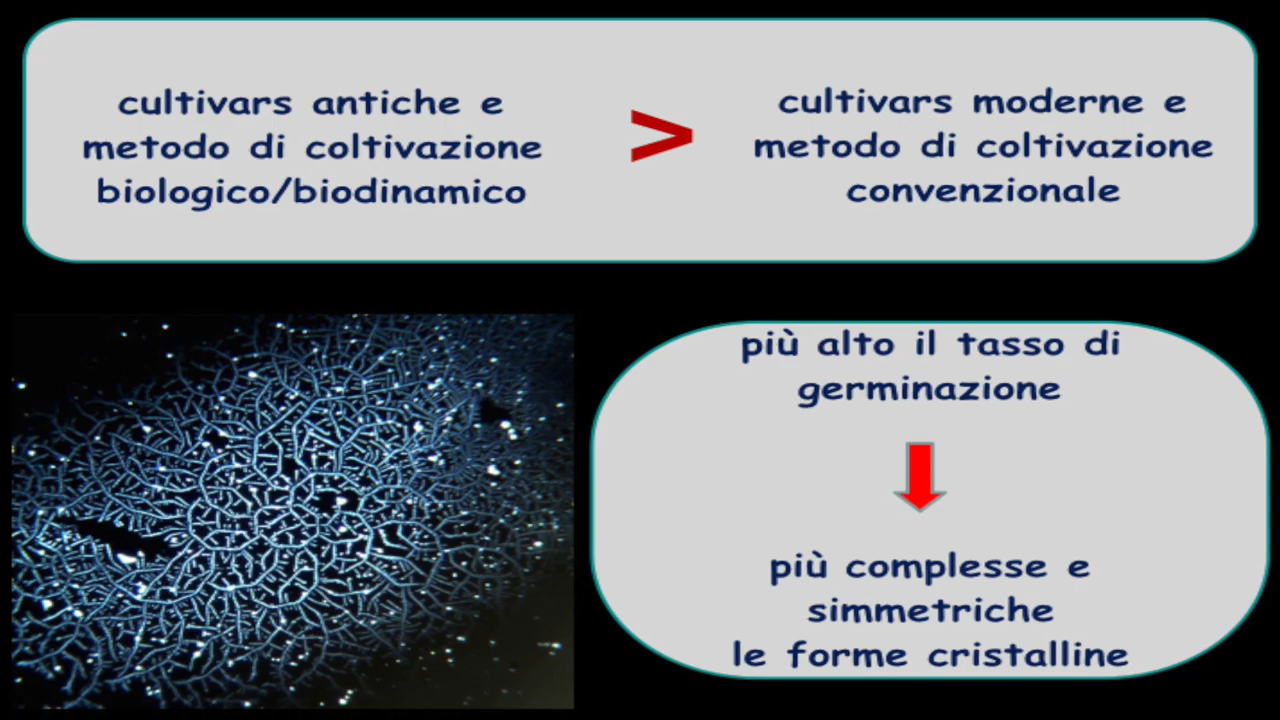 cultivars antiche e
metodo di coltivazione
biologico/biodinamico
>
cultivars moderne e
metodo di coltivazione
convenzionale
più alto il tasso di
germinazione
più complesse e
simmetriche
le forme cristalline